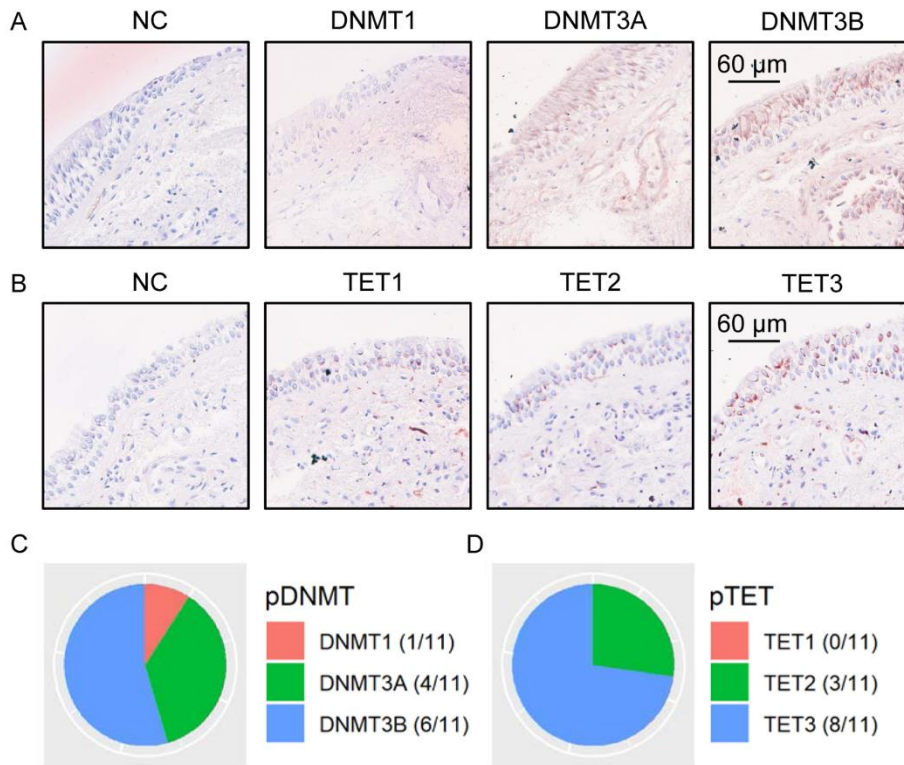 A NC DNMT1 DNMT3A DNMT3B
60 µm
B NC TET1 TET2 TET3
60 µm
C
pDNMT
DNMT1 (1/11)
DNMT3A (4/11)
DNMT3B (6/11)
D
pTET
TET1 (0/11)
TET2 (3/11)
TET3 (8/11)